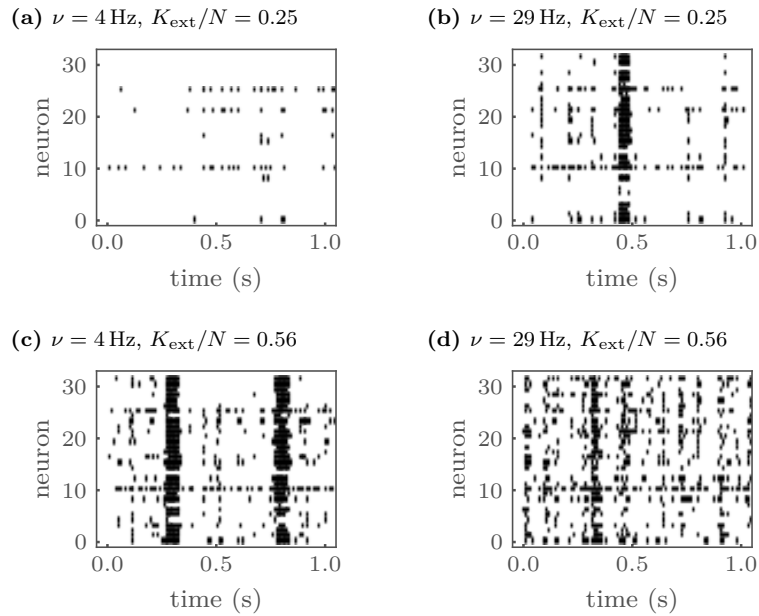 (a) ν = 4 Hz, K_ext/N = 0.25
(b) ν = 29 Hz, K_ext/N = 0.25
30
20
10
0
neuron
0.0 0.5 1.0
time (s)
30
20
10
0
neuron
0.0 0.5 1.0
time (s)
(c) ν = 4 Hz, K_ext/N = 0.56
(d) ν = 29 Hz, K_ext/N = 0.56
30
20
10
0
neuron
0.0 0.5 1.0
time (s)
30
20
10
0
neuron
0.0 0.5 1.0
time (s)